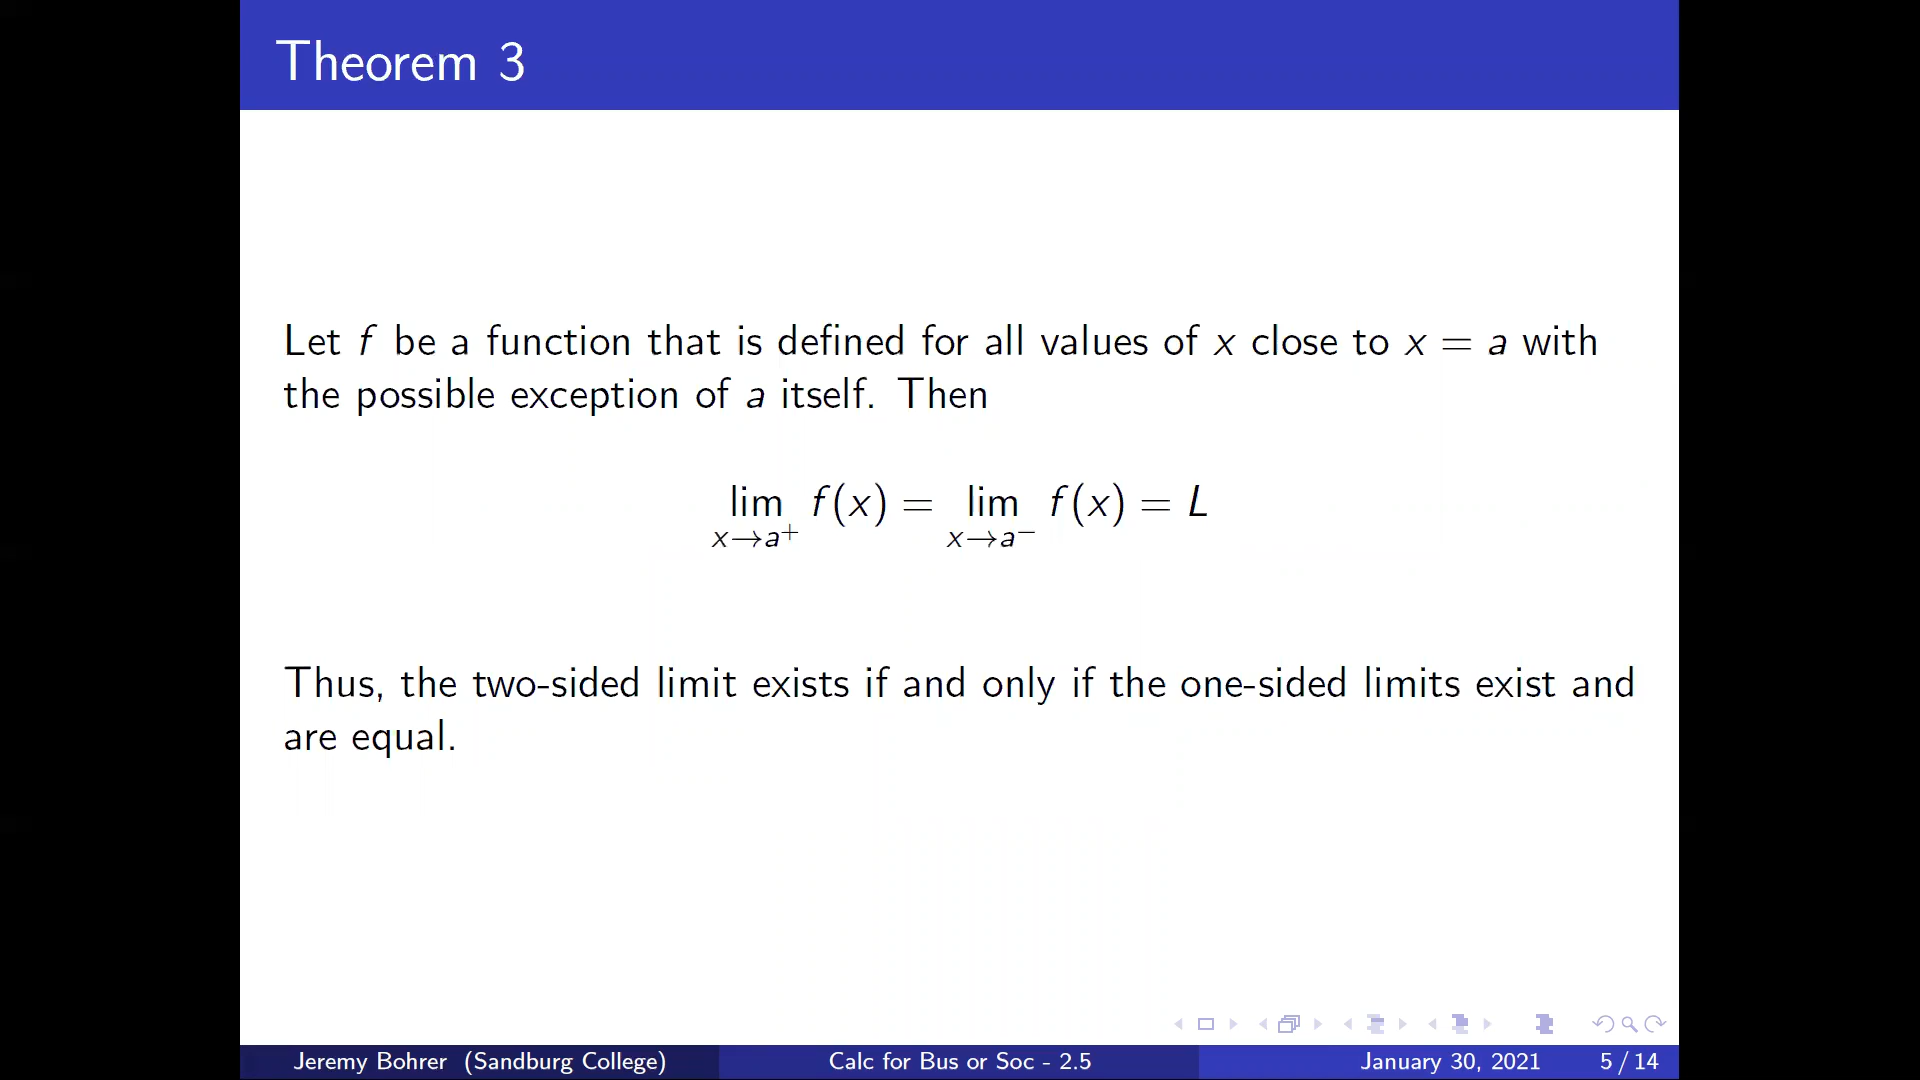 Theorem 3
Let f be a function that is defined for all values of x close to x = a with
the possible exception of a itself. Then
lim f(x) = lim f(x) = L
x→a⁺ x→a⁻
Thus, the two-sided limit exists if and only if the one-sided limits exist and
are equal.
Jeremy Bohrer (Sandburg College) Calc for Bus or Soc - 2.5 January 30, 2021 5 / 14